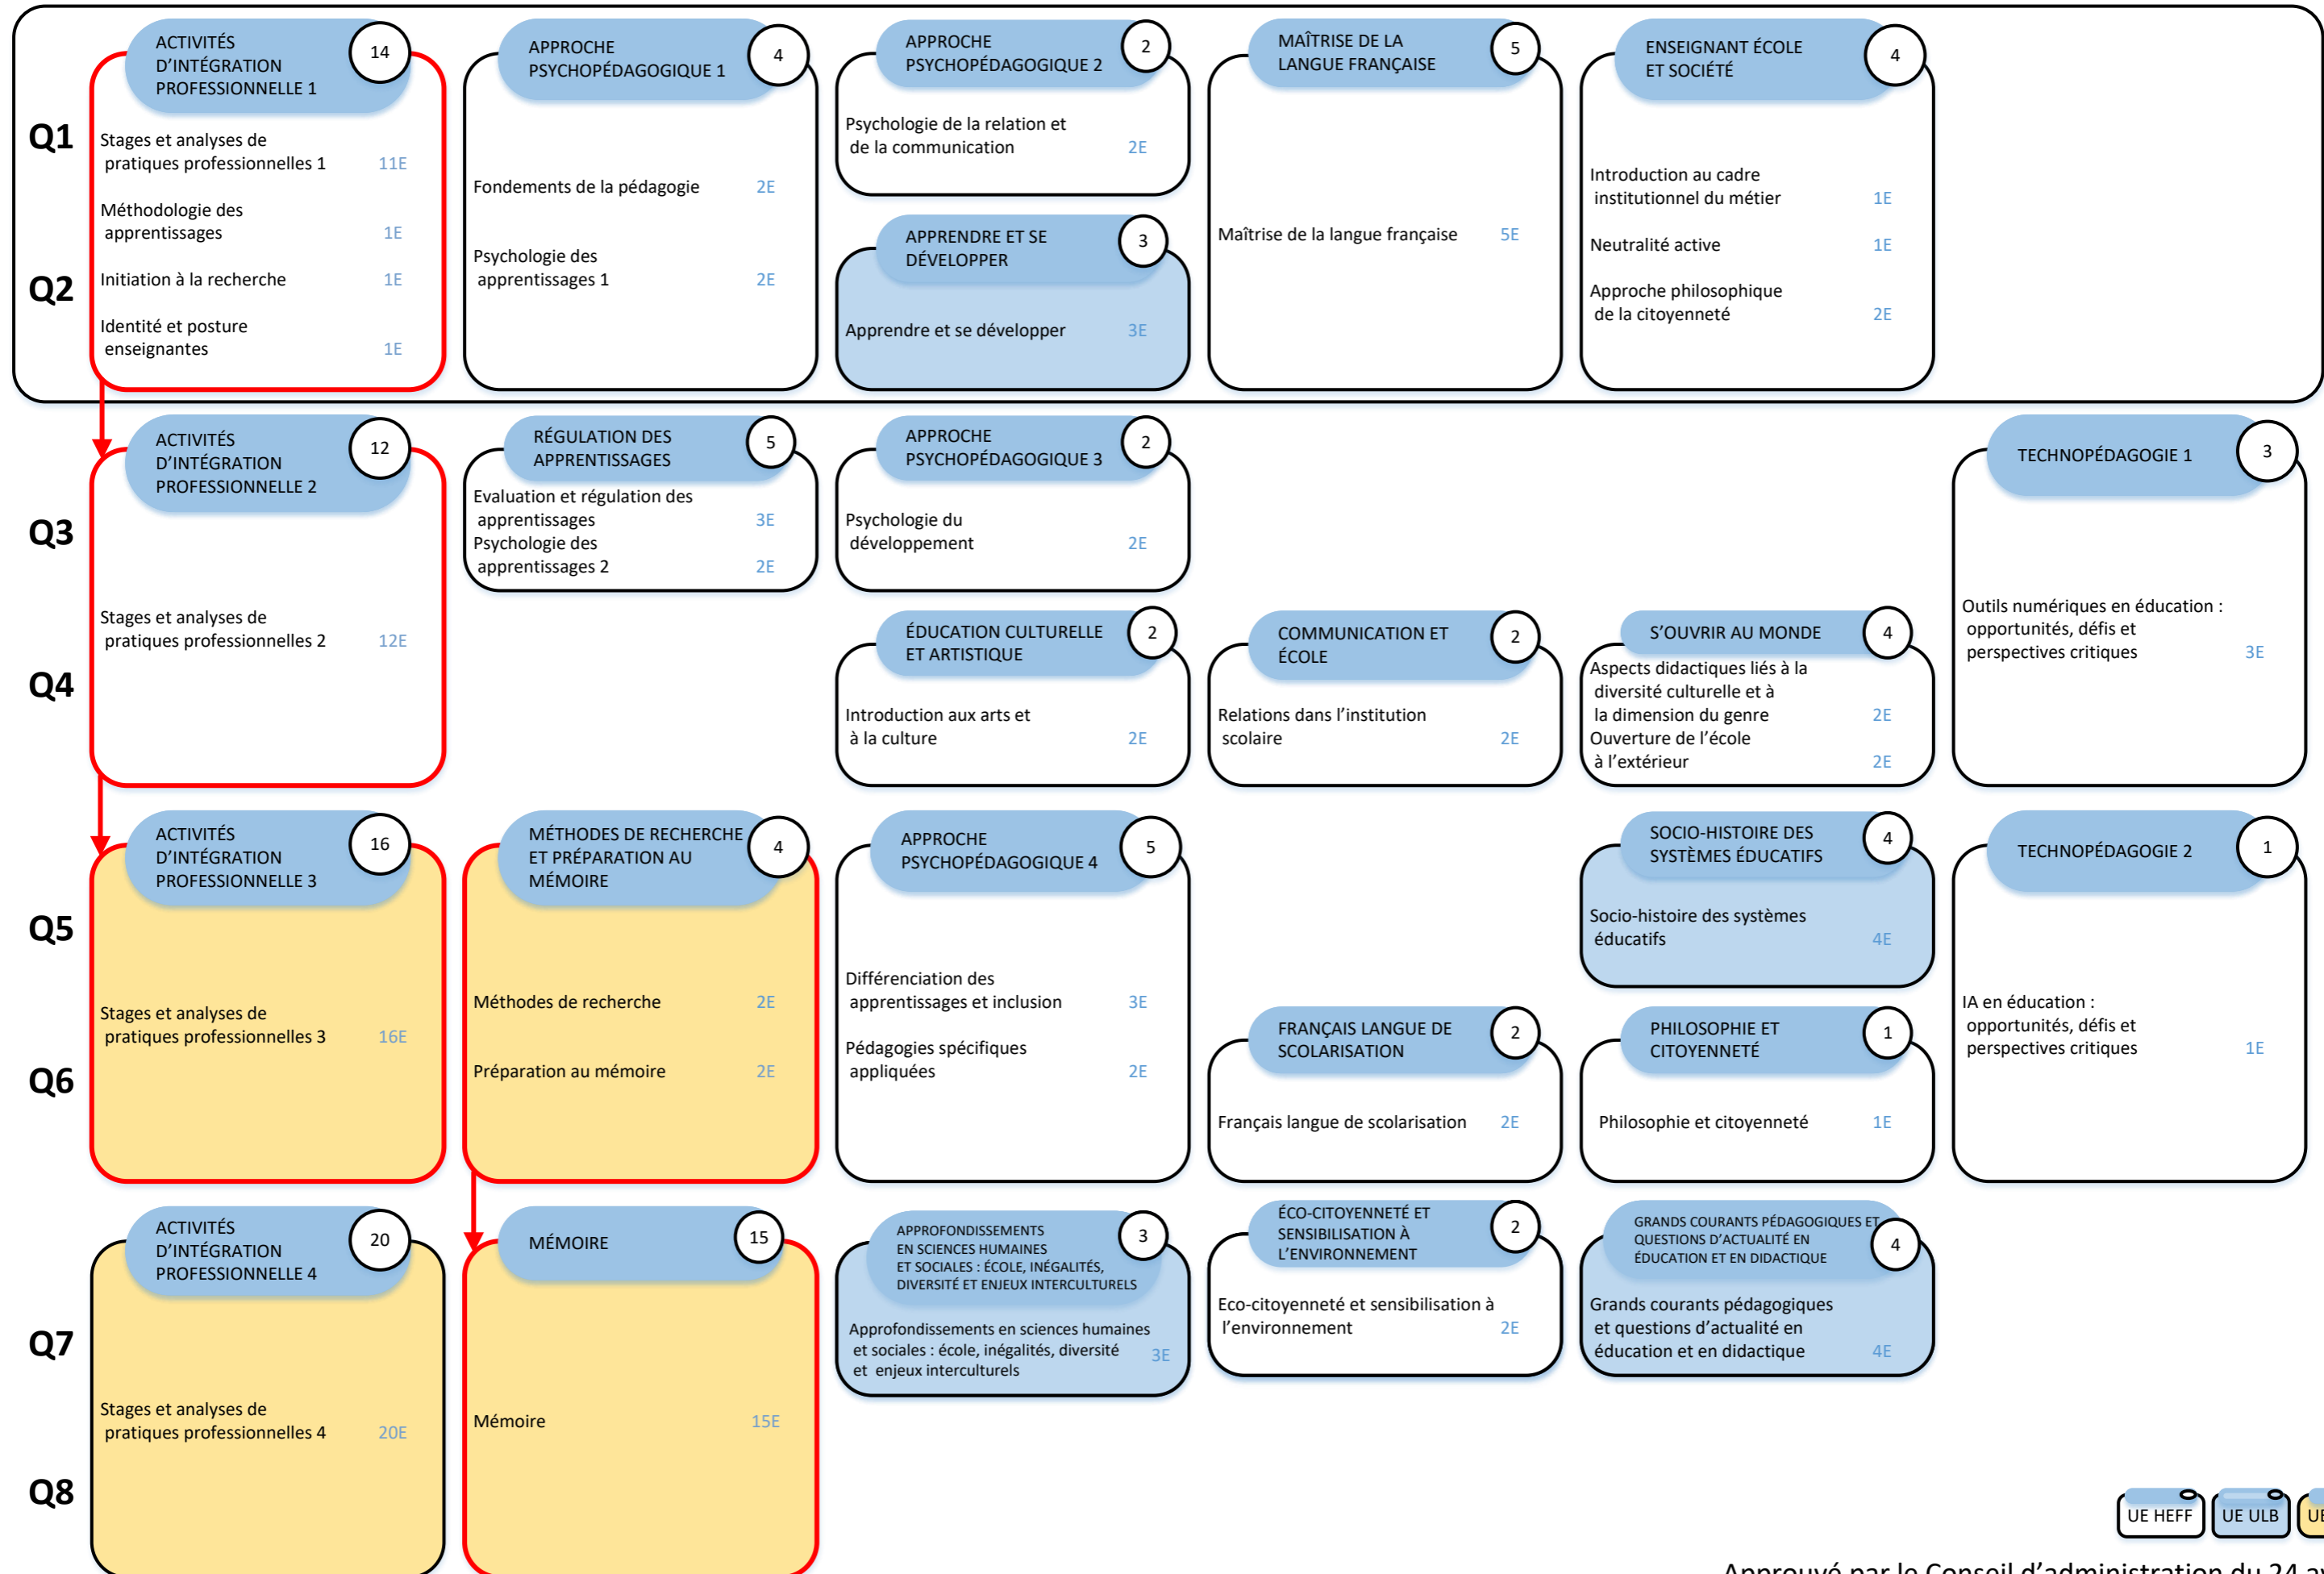 Q1
Q2
ACTIVITÉS
D'INTÉGRATION
PROFESSIONNELLE 1
14
Stages et analyses de
pratiques professionnelles 1 11E
Méthodologie des
apprentissages 1E
Initiation à la recherche 1E
Identité et posture
enseignantes 1E
APPROCHE
PSYCHOPÉDAGOGIQUE 1
4
Fondements de la pédagogie 2E
Psychologie des
apprentissages 1 2E
APPROCHE
PSYCHOPÉDAGOGIQUE 2
2
Psychologie de la relation et
de la communication 2E
APPRENDRE ET SE
DÉVELOPPER
3
Apprendre et se développer 3E
MAÎTRISE DE LA
LANGUE FRANÇAISE
5
Maîtrise de la langue française 5E
ENSEIGNANT ÉCOLE
ET SOCIÉTÉ
4
Introduction au cadre
institutionnel du métier 1E
Neutralité active 1E
Approche philosophique
de la citoyenneté 2E
Q3
Q4
ACTIVITÉS
D'INTÉGRATION
PROFESSIONNELLE 2
12
Stages et analyses de
pratiques professionnelles 2 12E
RÉGULATION DES
APPRENTISSAGES
5
Evaluation et régulation des
apprentissages 3E
Psychologie des
apprentissages 2 2E
APPROCHE
PSYCHOPÉDAGOGIQUE 3
2
Psychologie du
développement 2E
ÉDUCATION CULTURELLE
ET ARTISTIQUE
2
Introduction aux arts et
à la culture 2E
COMMUNICATION ET
ÉCOLE
2
Relations dans l'institution
scolaire 2E
S'OUVRIR AU MONDE
4
Aspects didactiques liés à la
diversité culturelle et à
la dimension du genre 2E
Ouverture de l'école
à l'extérieur 2E
TECHNOPÉDAGOGIE 1
3
Outils numériques en éducation :
opportunités, défis et
perspectives critiques 3E
Q5
Q6
ACTIVITÉS
D'INTÉGRATION
PROFESSIONNELLE 3
16
Stages et analyses de
pratiques professionnelles 3 16E
MÉTHODES DE RECHERCHE
ET PRÉPARATION AU
MÉMOIRE
4
Méthodes de recherche 2E
Préparation au mémoire 2E
APPROCHE
PSYCHOPÉDAGOGIQUE 4
5
Différenciation des
apprentissages et inclusion 3E
Pédagogies spécifiques
appliquées 2E
FRANÇAIS LANGUE DE
SCOLARISATION
2
Français langue de scolarisation 2E
SOCIO-HISTOIRE DES
SYSTÈMES ÉDUCATIFS
4
Socio-histoire des systèmes
éducatifs 4E
PHILOSOPHIE ET
CITOYENNETÉ
1
Philosophie et citoyenneté 1E
TECHNOPÉDAGOGIE 2
1
IA en éducation :
opportunités, défis et
perspectives critiques 1E
Q7
Q8
ACTIVITÉS
D'INTÉGRATION
PROFESSIONNELLE 4
20
Stages et analyses de
pratiques professionnelles 4 20E
MÉMOIRE
15
Mémoire 15E
APPROFONDISSEMENTS
EN SCIENCES HUMAINES
ET SOCIALES : ÉCOLE, INÉGALITÉS,
DIVERSITÉ ET ENJEUX INTERCULTURELS
3
Approfondissements en sciences humaines
et sociales : école, inégalités, diversité
et enjeux interculturels 3E
ÉCO-CITOYENNETÉ ET
SENSIBILISATION À
L'ENVIRONNEMENT
2
Eco-citoyenneté et sensibilisation à
l'environnement 2E
GRANDS COURANTS PÉDAGOGIQUES ET
QUESTIONS D'ACTUALITÉ EN
ÉDUCATION ET EN DIDACTIQUE
4
Grands courants pédagogiques
et questions d'actualité en
éducation et en didactique 4E
UE HEFF
UE ULB
Approuvé par le Conseil d'administration du 24